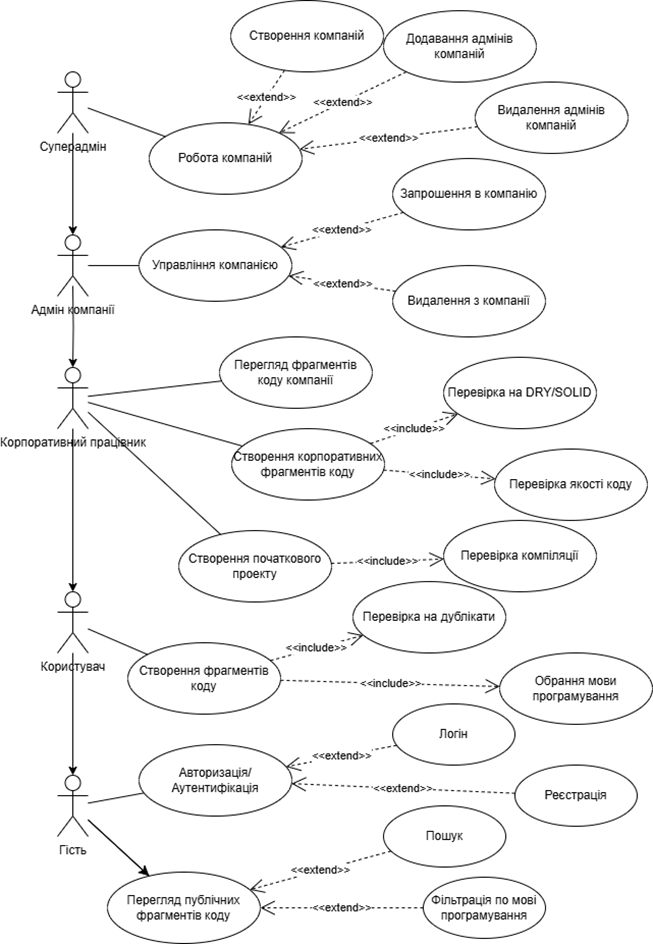 Створення компаній
Додавання адмінів
компаній
<<extend>>
<<extend>>
Видалення адмінів
компаній
<<extend>>
Суперадмін
Робота компаній
Запрошення в компанію
<<extend>>
Управління компанією
<<extend>>
Видалення з компанії
Адмін компанії
Перегляд фрагментів
коду компанії
Перевірка на DRY/SOLID
<<include>>
Корпоративний працівник
Створення корпоративних
фрагментів коду
<<include>>
Перевірка якості коду
Створення початкового
проекту
<<include>>
Перевірка компіляції
Перевірка на дублікати
<<include>>
Користувач
Створення фрагментів
коду
<<include>>
Обрання мови
програмування
Логін
<<extend>>
Авторизація/
Аутентифікація
<<extend>>
Реєстрація
Гість
Пошук
<<extend>>
Перегляд публічних
фрагментів коду
<<extend>>
Фільтрація по мові
програмування